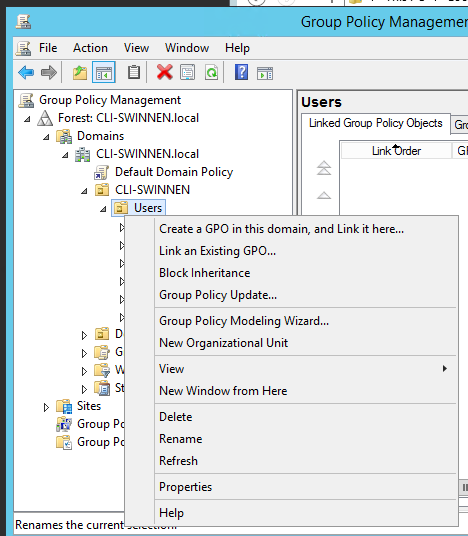 Group Policy Management
File Action View Window Help
Group Policy Management
Forest: CLI-SWINNEN.local
Domains
CLI-SWINNEN.local
Default Domain Policy
CLI-SWINNEN
Users
D
G
W
St
Sites
Group Po
Group Po
Users
Linked Group Policy Objects
Link Order
Create a GPO in this domain, and Link it here...
Link an Existing GPO...
Block Inheritance
Group Policy Update...
Group Policy Modeling Wizard...
New Organizational Unit
View
New Window from Here
Delete
Rename
Refresh
Properties
Help
Renames the current selection.